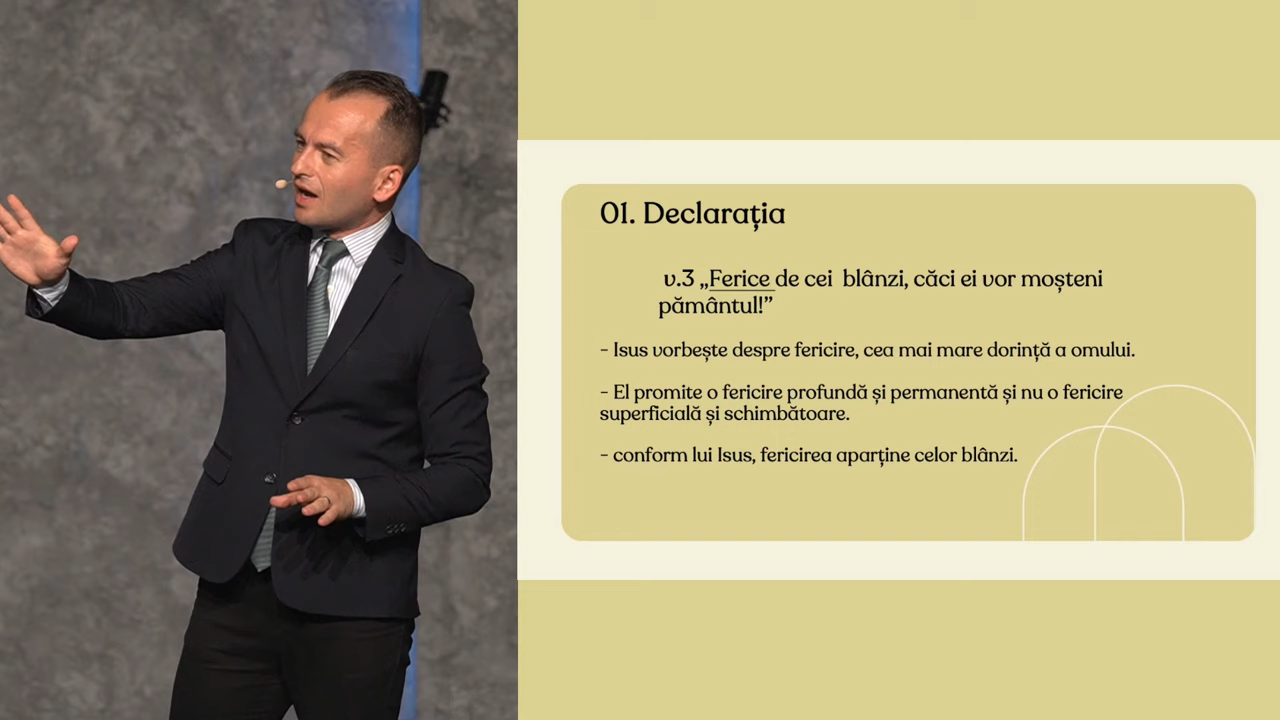 01. Declarația
v.3 „Ferice de cei blânzi, căci ei vor moșteni
pământul!”
- Isus vorbește despre fericire, cea mai mare dorință a omului.
- El promite o fericire profundă și permanentă și nu o fericire
superficială și schimbătoare.
- conform lui Isus, fericirea aparține celor blânzi.